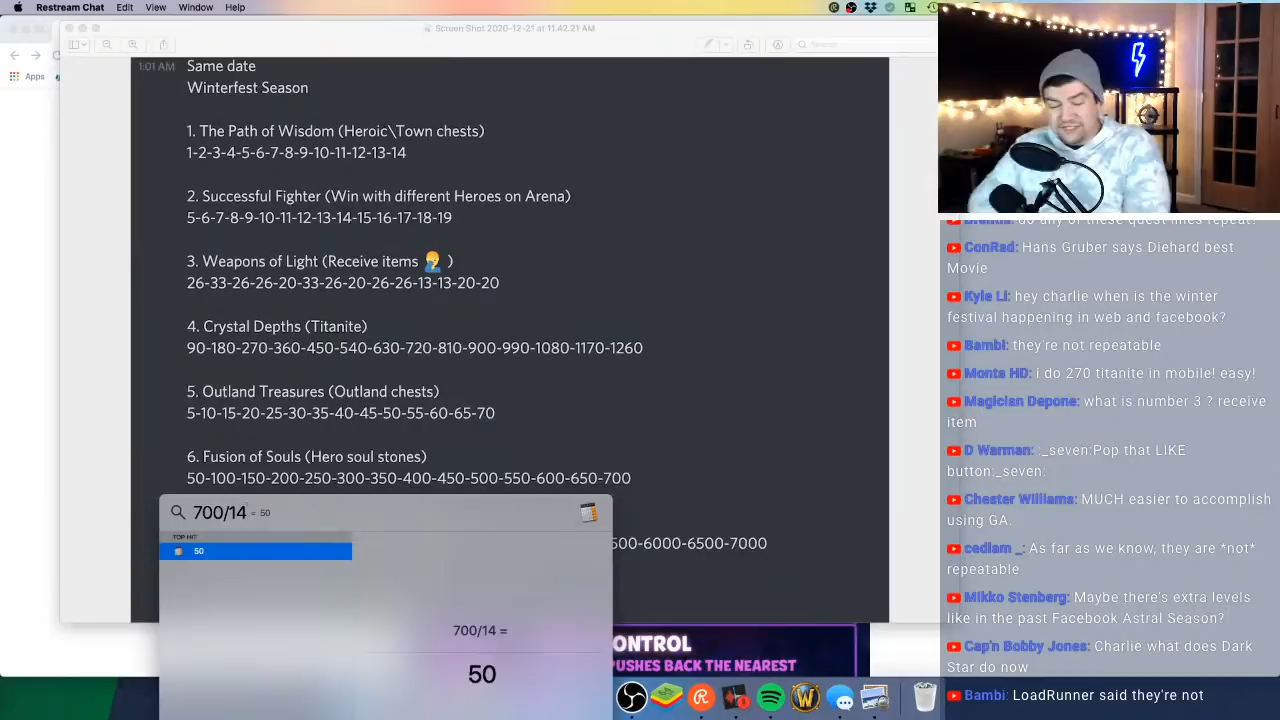 Restream Chat Edit View Window Help
Screen Shot 2020-12-21 at 11.42.21 AM
Search
Apps
1:01 AM Same date
Winterfest Season
1. The Path of Wisdom (Heroic\Town chests)
1-2-3-4-5-6-7-8-9-10-11-12-13-14
2. Successful Fighter (Win with different Heroes on Arena)
5-6-7-8-9-10-11-12-13-14-15-16-17-18-19
3. Weapons of Light (Receive items 🤦‍♂️ )
26-33-26-26-20-33-26-20-26-26-13-13-20-20
4. Crystal Depths (Titanite)
90-180-270-360-450-540-630-720-810-900-990-1080-1170-1260
5. Outland Treasures (Outland chests)
5-10-15-20-25-30-35-40-45-50-55-60-65-70
6. Fusion of Souls (Hero soul stones)
50-100-150-200-250-300-350-400-450-500-550-600-650-700
500-6000-6500-7000
700/14 = 50
TOP HIT
50
700/14 =
50
ONTROL
PUSHES BACK THE NEAREST
do any of these quest lines repeat?
ConRad: Hans Gruber says Diehard best
Movie
Kyle Li: hey charlie when is the winter
festival happening in web and facebook?
Bambi: they're not repeatable
Monts HD: i do 270 titanite in mobile! easy!
Magician Depone: what is number 3 ? receive
item
D Warman: :_seven:Pop that LIKE
button:_seven:
Chester Williams: MUCH easier to accomplish
using GA.
cedlam _: As far as we know, they are *not*
repeatable
Mikko Stenberg: Maybe there's extra levels
like in the past Facebook Astral Season?
Cap'n Bobby Jones: Charlie what does Dark
Star do now
Bambi: LoadRunner said they're not